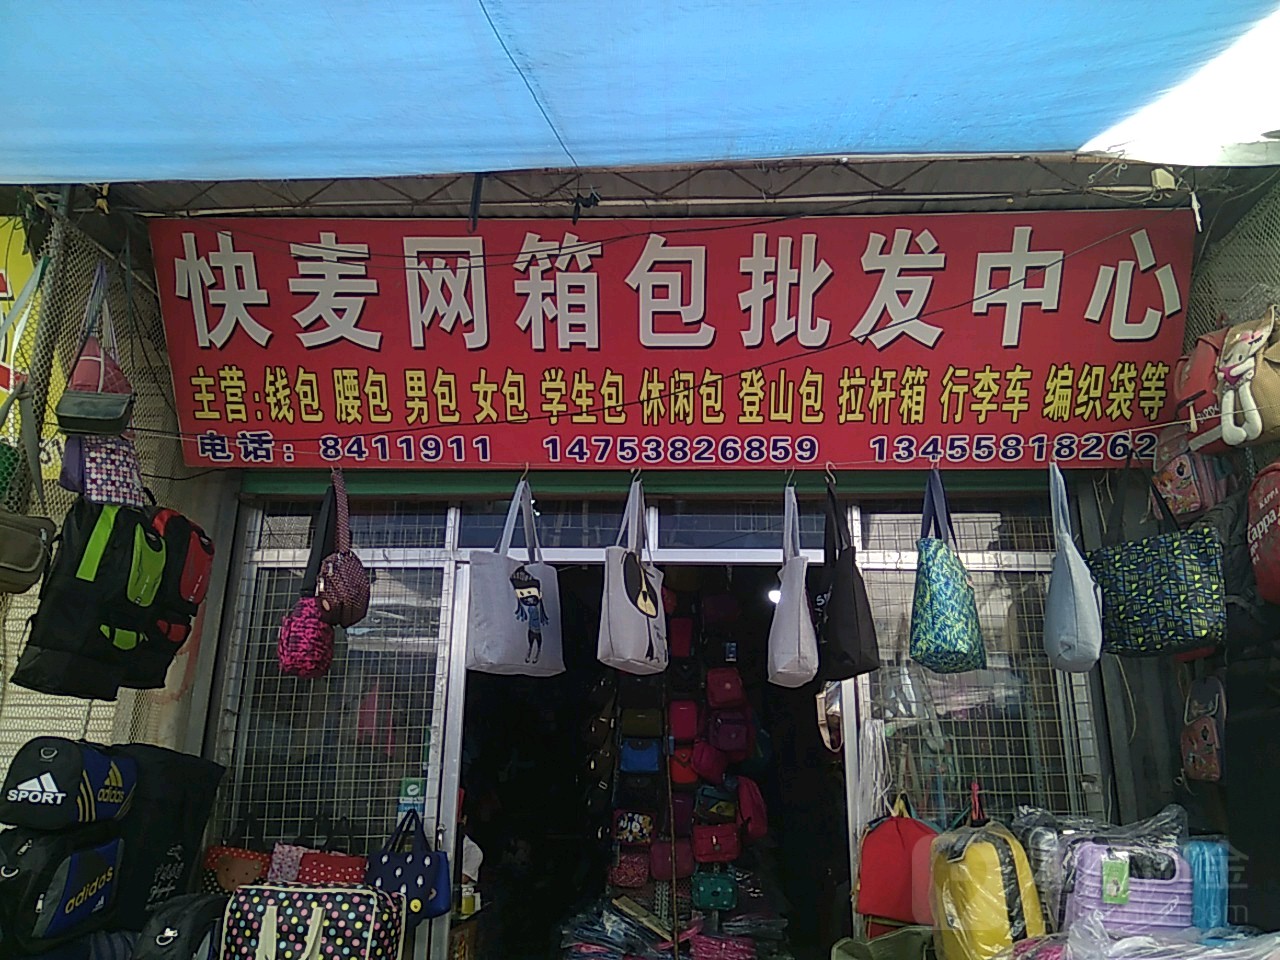 快麦网箱包批发中心
主营:钱包 腰包 男包 女包 学生包 休闲包 登山包 拉杆箱 行李车 编织袋等
电话: 8411911 14753826859 13455818262
SPORT
adidas
adidas
Kappa